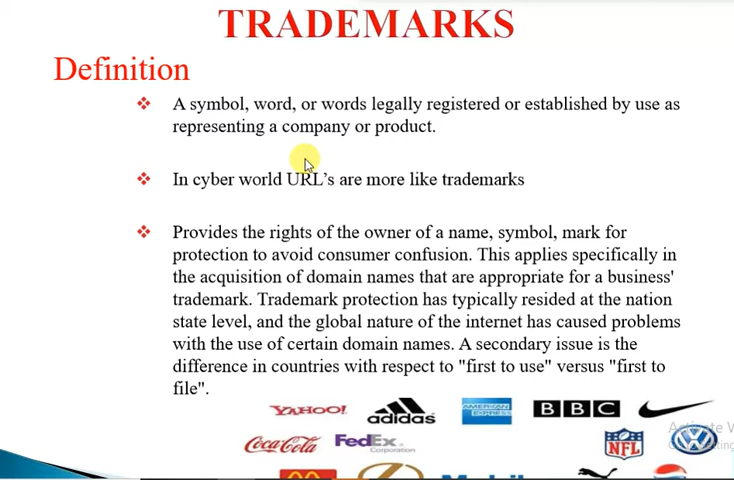 TRADEMARKS
Definition
A symbol, word, or words legally registered or established by use as
representing a company or product.
In cyber world URL's are more like trademarks
Provides the rights of the owner of a name, symbol, mark for
protection to avoid consumer confusion. This applies specifically in
the acquisition of domain names that are appropriate for a business'
trademark. Trademark protection has typically resided at the nation
state level, and the global nature of the internet has caused problems
with the use of certain domain names. A secondary issue is the
difference in countries with respect to "first to use" versus "first to
file".
YAHOO! adidas AMERICAN EXPRESS BBC
Activate W
Coca-Cola FedEx Corporation NFL